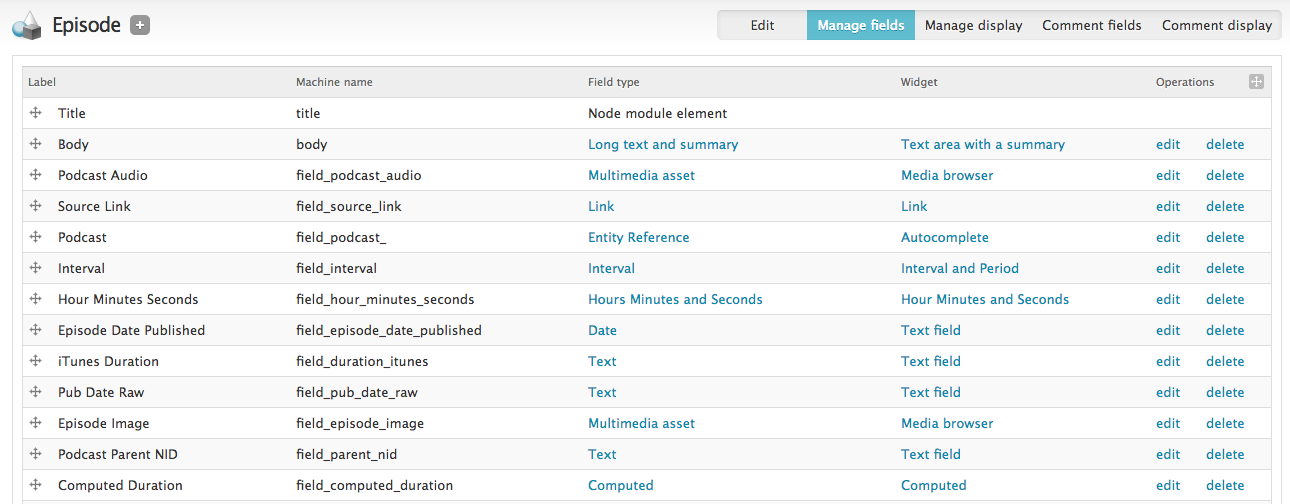 Episode +
Edit Manage fields Manage display Comment fields Comment display
Label Machine name Field type Widget Operations
Title title Node module element
Body body Long text and summary Text area with a summary edit delete
Podcast Audio field_podcast_audio Multimedia asset Media browser edit delete
Source Link field_source_link Link Link edit delete
Podcast field_podcast_ Entity Reference Autocomplete edit delete
Interval field_interval Interval Interval and Period edit delete
Hour Minutes Seconds field_hour_minutes_seconds Hours Minutes and Seconds Hour Minutes and Seconds edit delete
Episode Date Published field_episode_date_published Date Text field edit delete
iTunes Duration field_duration_itunes Text Text field edit delete
Pub Date Raw field_pub_date_raw Text Text field edit delete
Episode Image field_episode_image Multimedia asset Media browser edit delete
Podcast Parent NID field_parent_nid Text Text field edit delete
Computed Duration field_computed_duration Computed Computed edit delete